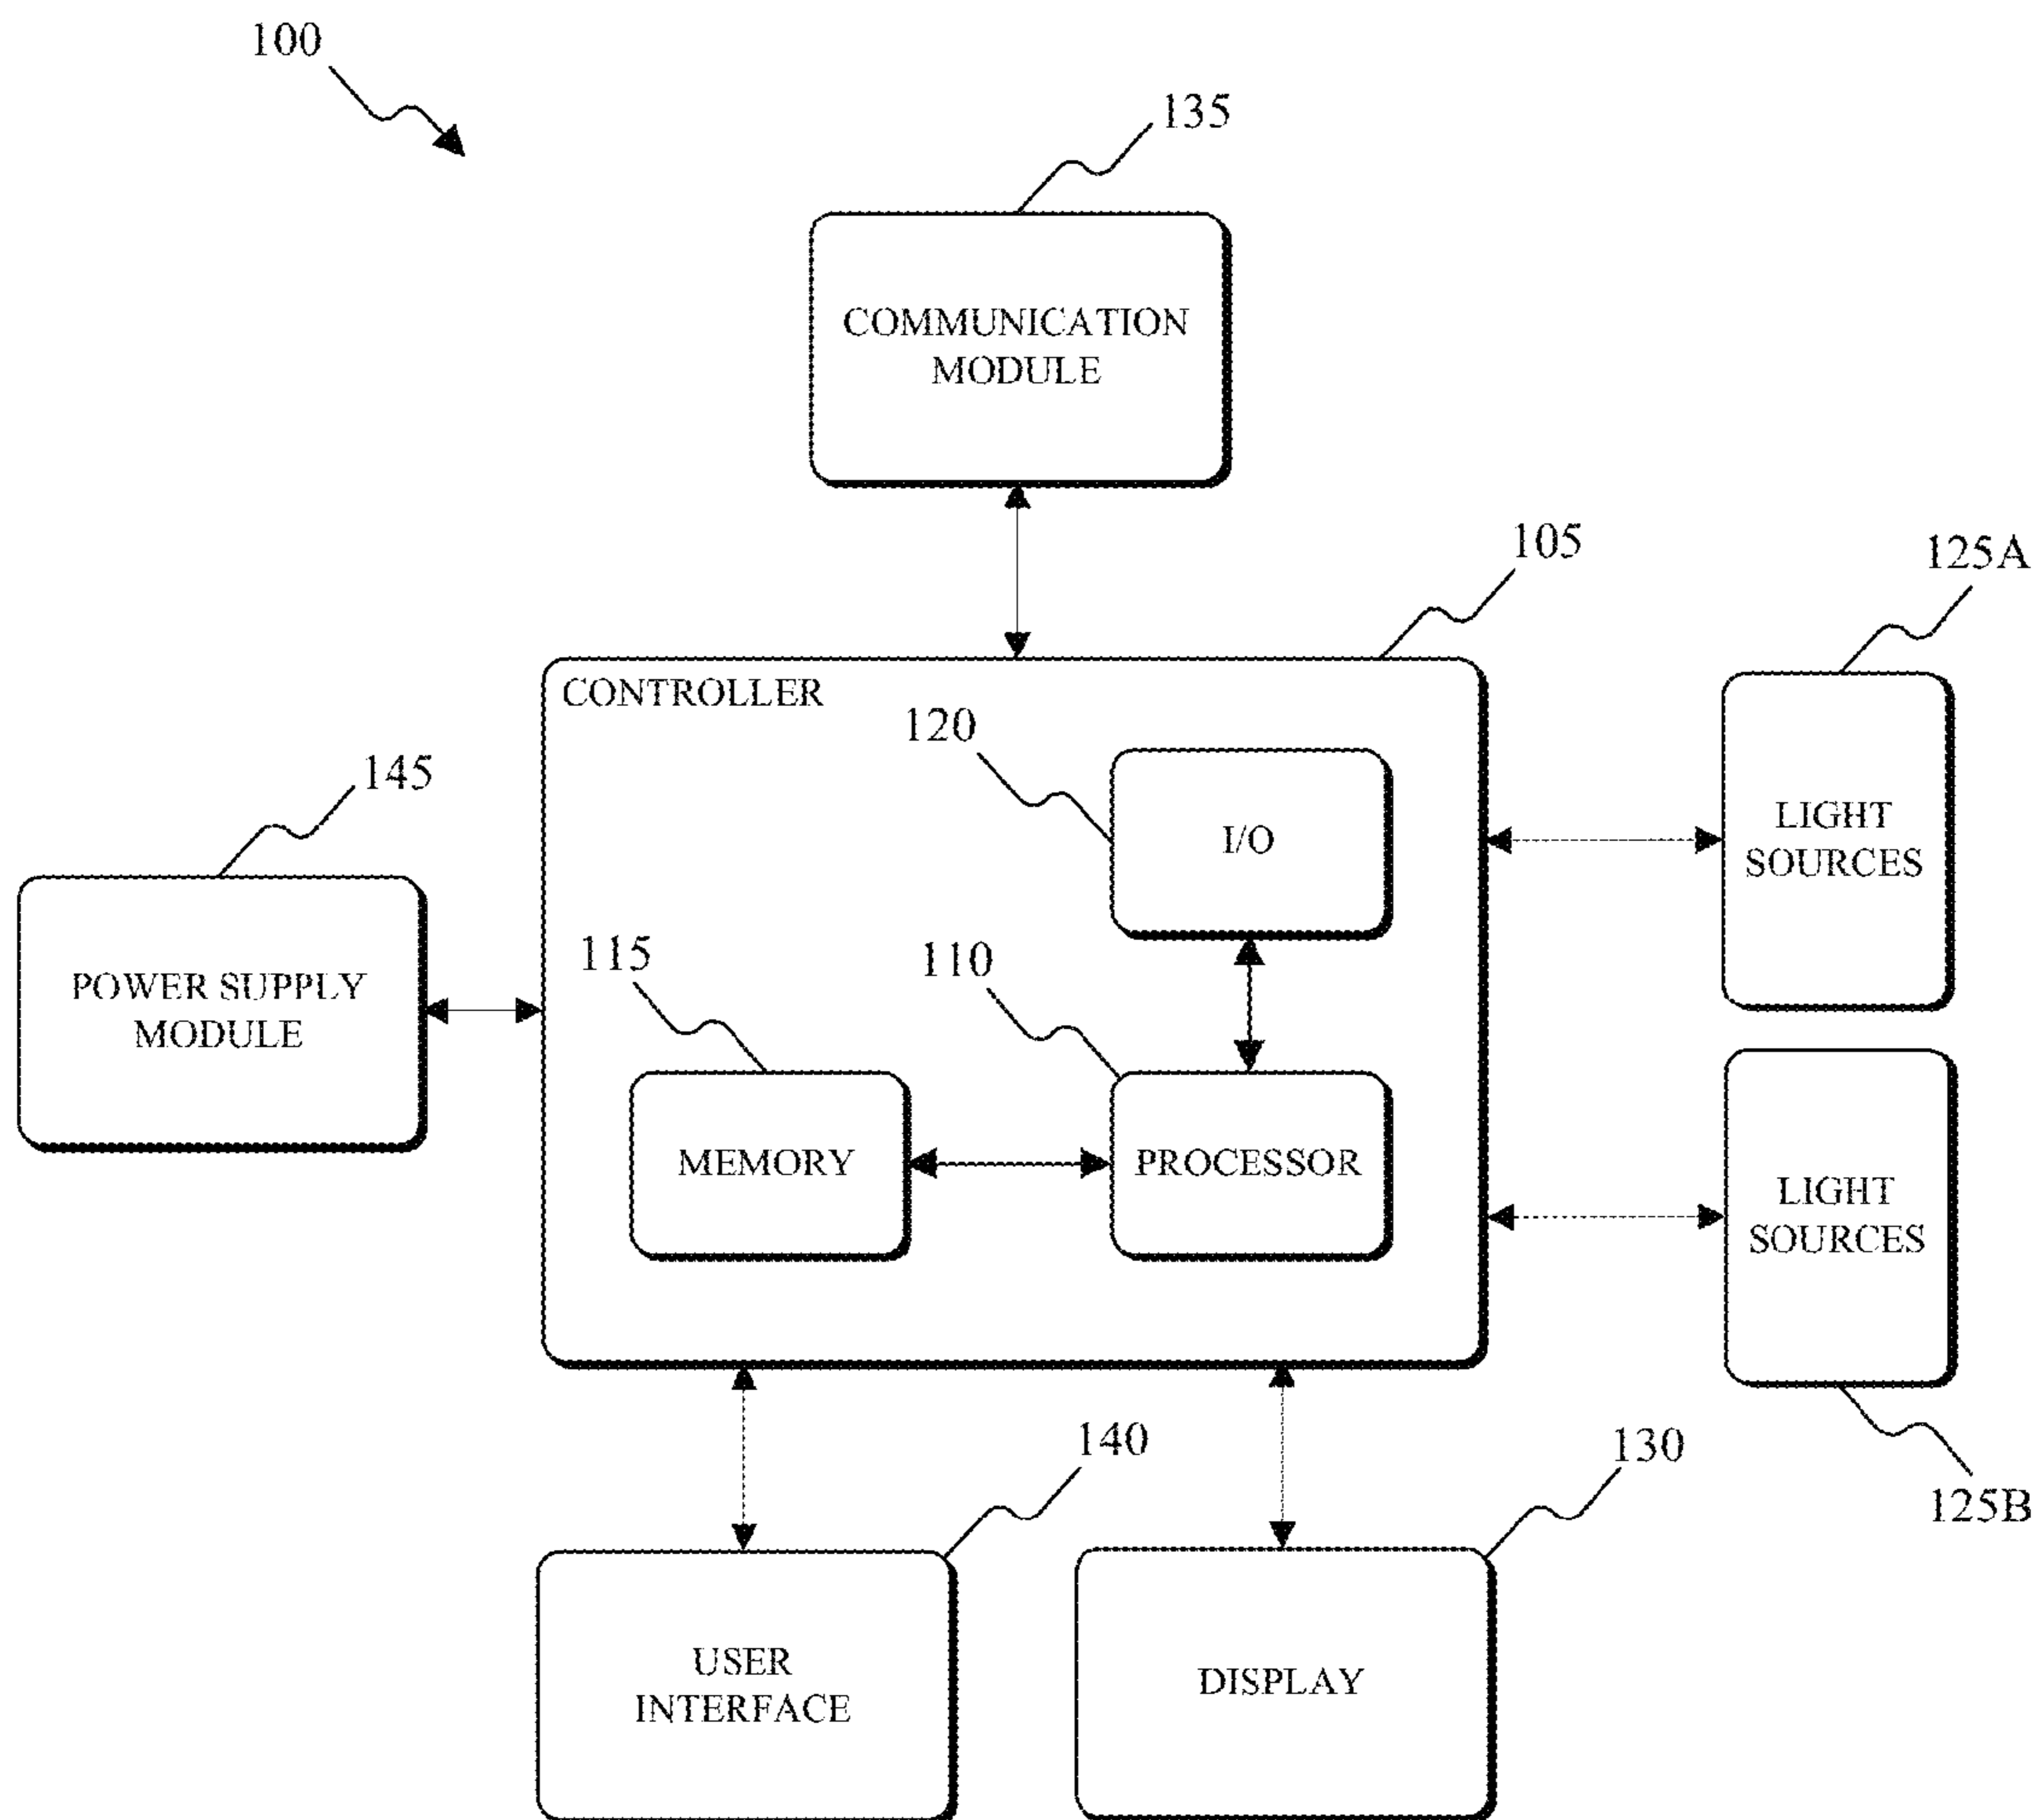 100
135
COMMUNICATION
MODULE
105
125A
CONTROLLER
120
145
I/O
LIGHT
SOURCES
115
110
POWER SUPPLY
MODULE
MEMORY
PROCESSOR
LIGHT
SOURCES
140
130
125B
USER
INTERFACE
DISPLAY